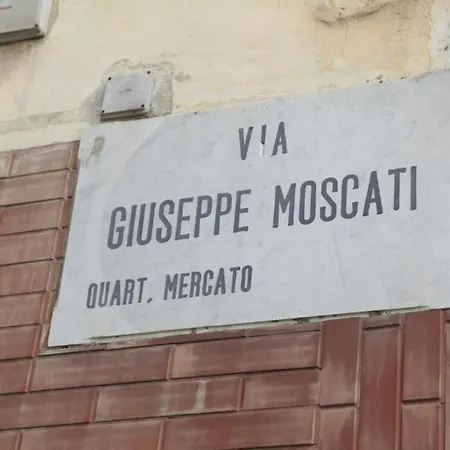 VIA
GIUSEPPE MOSCATI
QUART. MERCATO